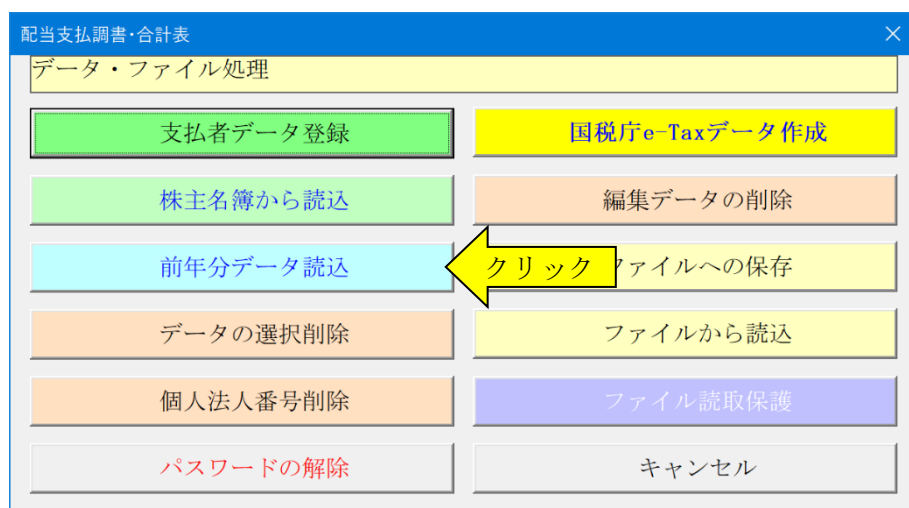 配当支払調書・合計表
データ・ファイル処理
支払者データ登録
国税庁e-Taxデータ作成
株主名簿から読込
編集データの削除
前年分データ読込
クリック
ファイルへの保存
データの選択削除
ファイルから読込
個人法人番号削除
ファイル読取保護
パスワードの解除
キャンセル